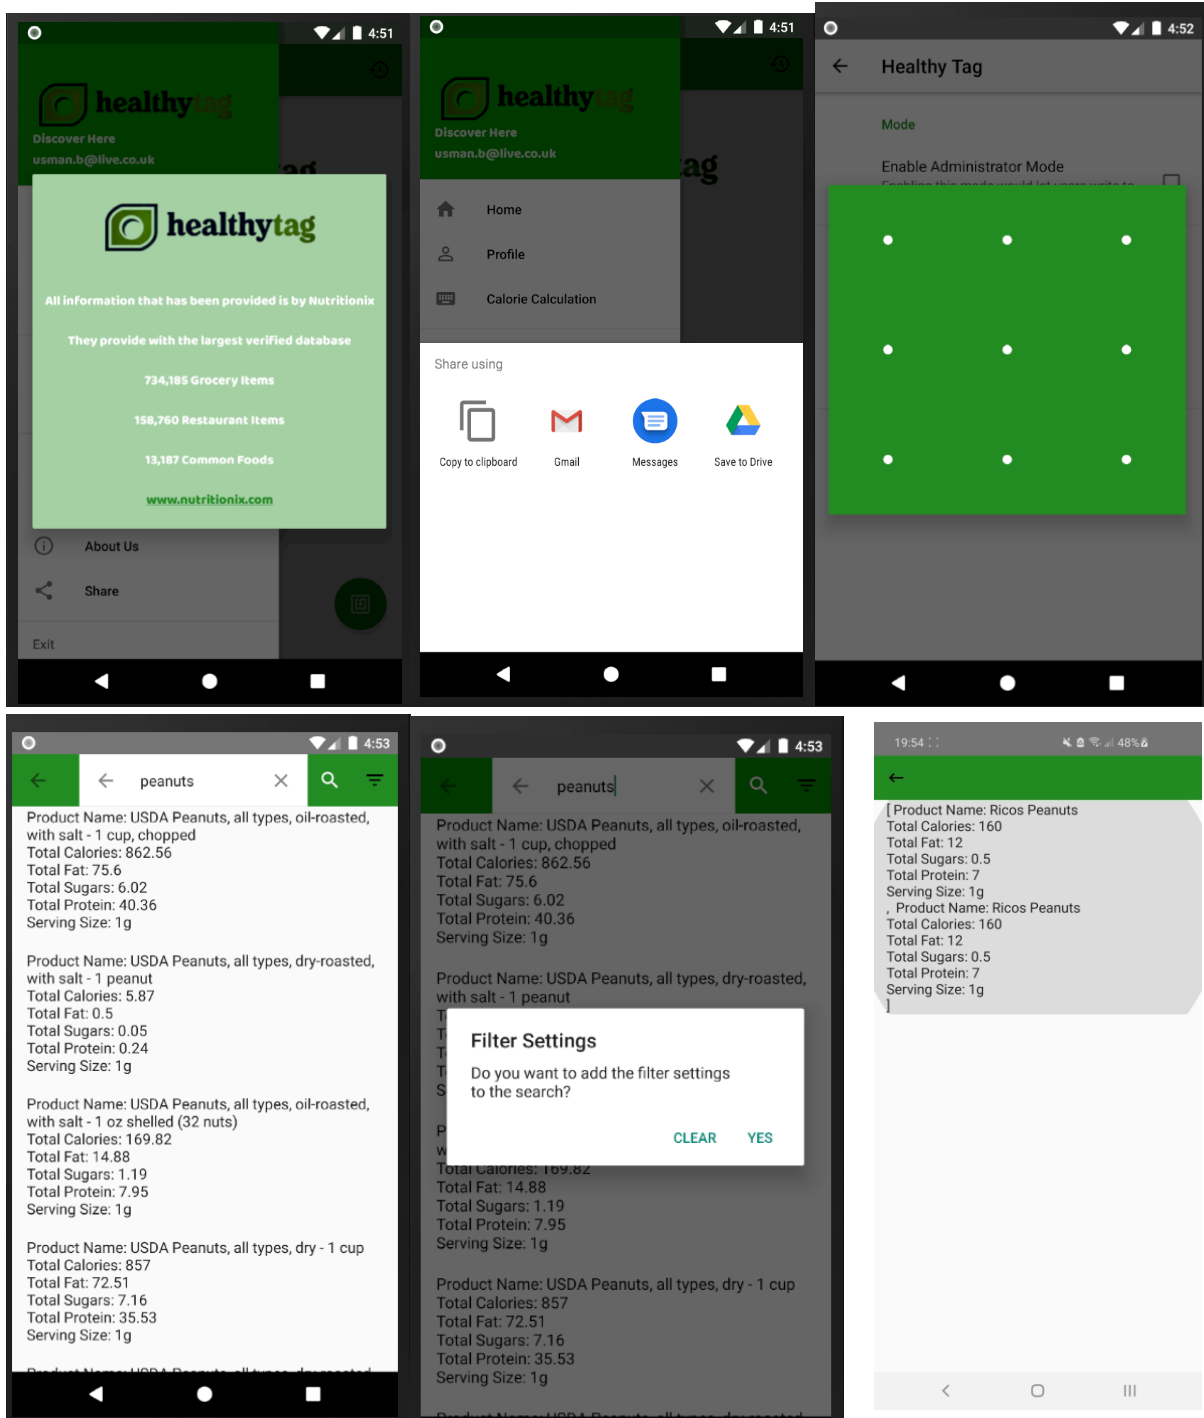 4:51
healthytag
Discover Here
usman.b@live.co.uk
healthytag
All information that has been provided is by Nutritionix
They provide with the largest verified database
734,185 Grocery Items
158,760 Restaurant Items
13,187 Common Foods
www.nutritionix.com
About Us
Share
Exit
4:51
healthytag
Discover Here
usman.b@live.co.uk
tag
Home
Profile
Calorie Calculation
Share using
Copy to clipboard
Gmail
Messages
Save to Drive
4:52
Healthy Tag
Mode
Enable Administrator Mode
Enabling this mode would let users write to
4:53
peanuts
Product Name: USDA Peanuts, all types, oil-roasted,
with salt - 1 cup, chopped
Total Calories: 862.56
Total Fat: 75.6
Total Sugars: 6.02
Total Protein: 40.36
Serving Size: 1g
Product Name: USDA Peanuts, all types, dry-roasted,
with salt - 1 peanut
Total Calories: 5.87
Total Fat: 0.5
Total Sugars: 0.05
Total Protein: 0.24
Serving Size: 1g
Product Name: USDA Peanuts, all types, oil-roasted,
with salt - 1 oz shelled (32 nuts)
Total Calories: 169.82
Total Fat: 14.88
Total Sugars: 1.19
Total Protein: 7.95
Serving Size: 1g
Product Name: USDA Peanuts, all types, dry - 1 cup
Total Calories: 857
Total Fat: 72.51
Total Sugars: 7.16
Total Protein: 35.53
Serving Size: 1g
4:53
peanuts
Product Name: USDA Peanuts, all types, oil-roasted,
with salt - 1 cup, chopped
Total Calories: 862.56
Total Fat: 75.6
Total Sugars: 6.02
Total Protein: 40.36
Serving Size: 1g
Product Name: USDA Peanuts, all types, dry-roasted,
with salt - 1 peanut
Filter Settings
Do you want to add the filter settings
to the search?
CLEAR YES
Total Calories: 169.82
Total Fat: 14.88
Total Sugars: 1.19
Total Protein: 7.95
Serving Size: 1g
Product Name: USDA Peanuts, all types, dry - 1 cup
Total Calories: 857
Total Fat: 72.51
Total Sugars: 7.16
Total Protein: 35.53
Serving Size: 1g
19:54 48%
[ Product Name: Ricos Peanuts
Total Calories: 160
Total Fat: 12
Total Sugars: 0.5
Total Protein: 7
Serving Size: 1g
, Product Name: Ricos Peanuts
Total Calories: 160
Total Fat: 12
Total Sugars: 0.5
Total Protein: 7
Serving Size: 1g
]